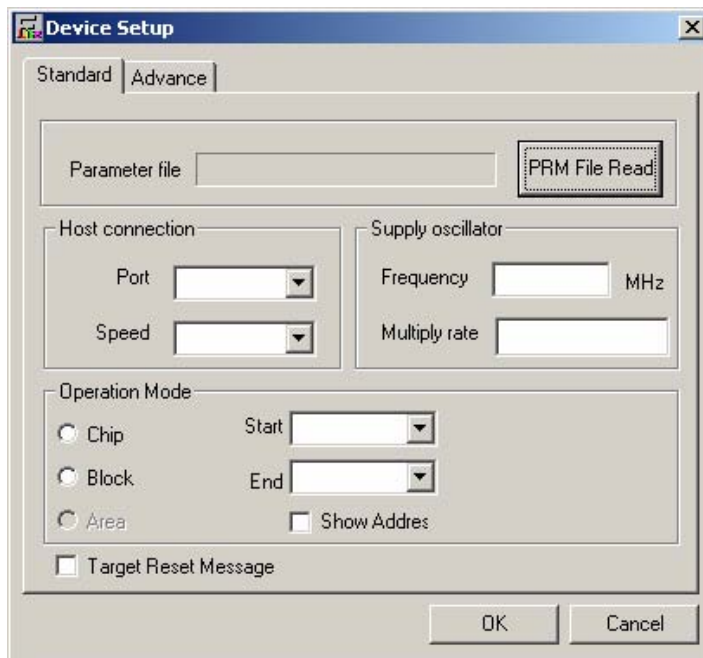 Device Setup
Standard Advance
Parameter file PRM File Read
Host connection
Port
Speed
Supply oscillator
Frequency MHz
Multiply rate
Operation Mode
Chip
Block
Area
Start
End
Show Addres
Target Reset Message
OK Cancel